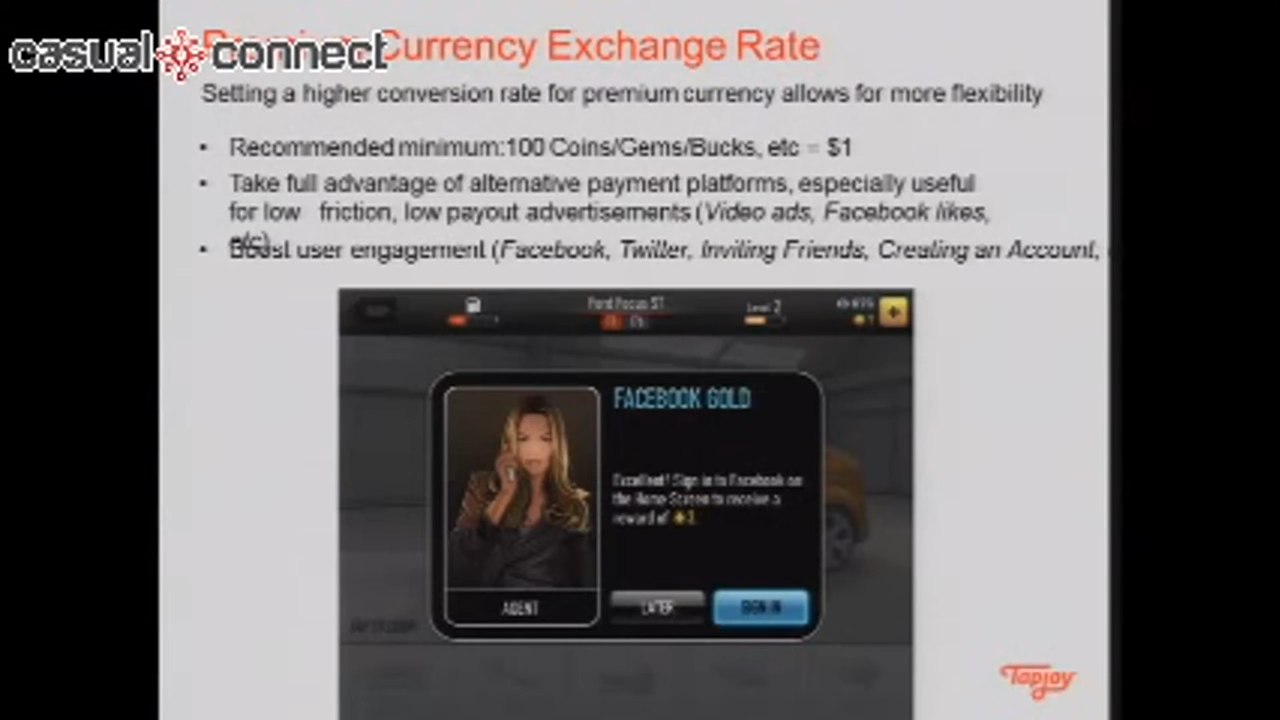 casual connect
Currency Exchange Rate
Setting a higher conversion rate for premium currency allows for more flexibility
• Recommended minimum:100 Coins/Gems/Bucks, etc = $1
• Take full advantage of alternative payment platforms, especially useful
for low friction, low payout advertisements (Video ads, Facebook likes,
etc)
• Boost user engagement (Facebook, Twitter, Inviting Friends, Creating an Account,
Ford Focus ST
Level 2
FACEBOOK GOLD
Excellent! Sign in to Facebook on
the Home Screen to receive a
reward of
AGENT
LATER
SIGN IN
Tapjoy